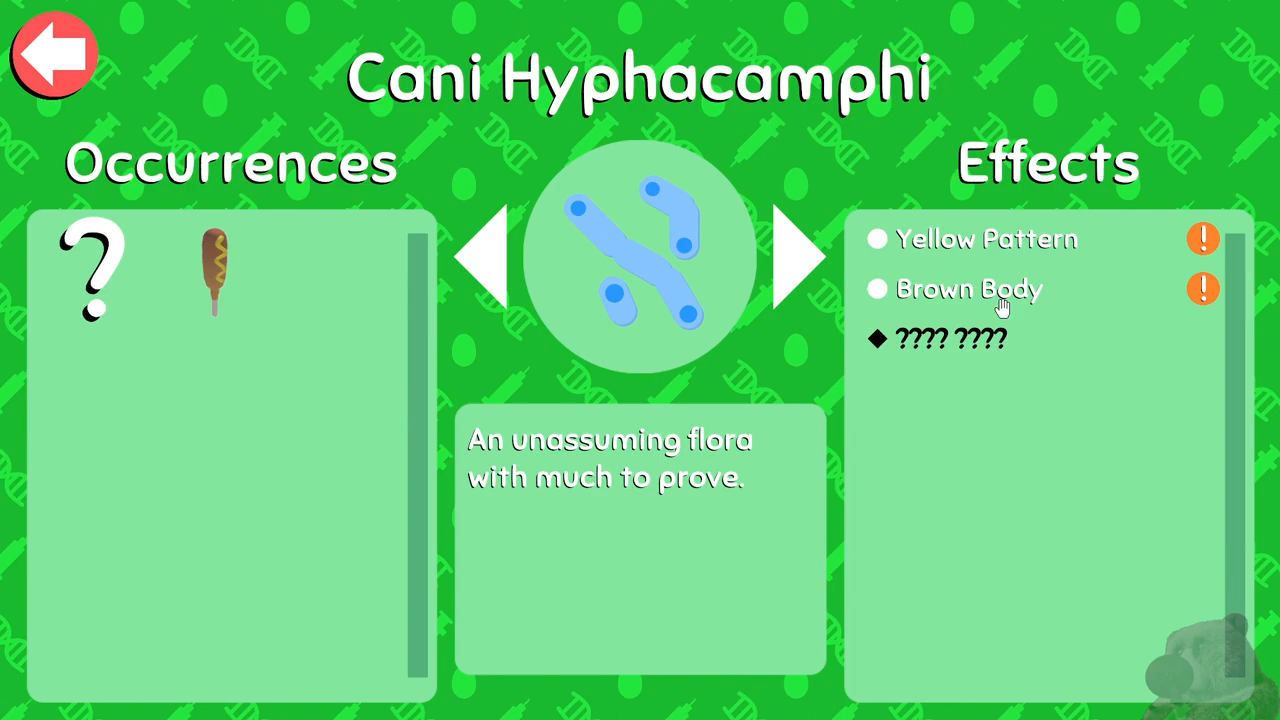 Cani Hyphacamphi
Occurrences
?
An unassuming flora
with much to prove.
Effects
Yellow Pattern !
Brown Body !
???? ????